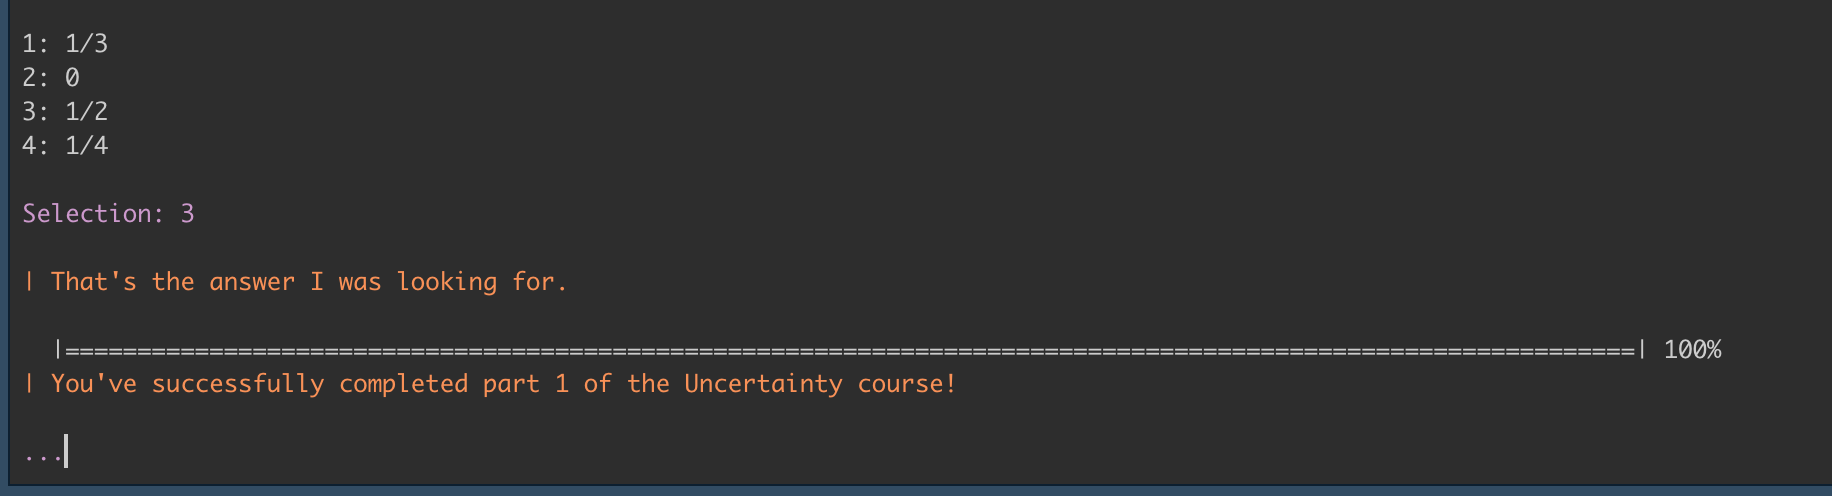 1: 1/3
2: 0
3: 1/2
4: 1/4
Selection: 3
| That's the answer I was looking for.
|=============================================================================================================| 100%
| You've successfully completed part 1 of the Uncertainty course!
...